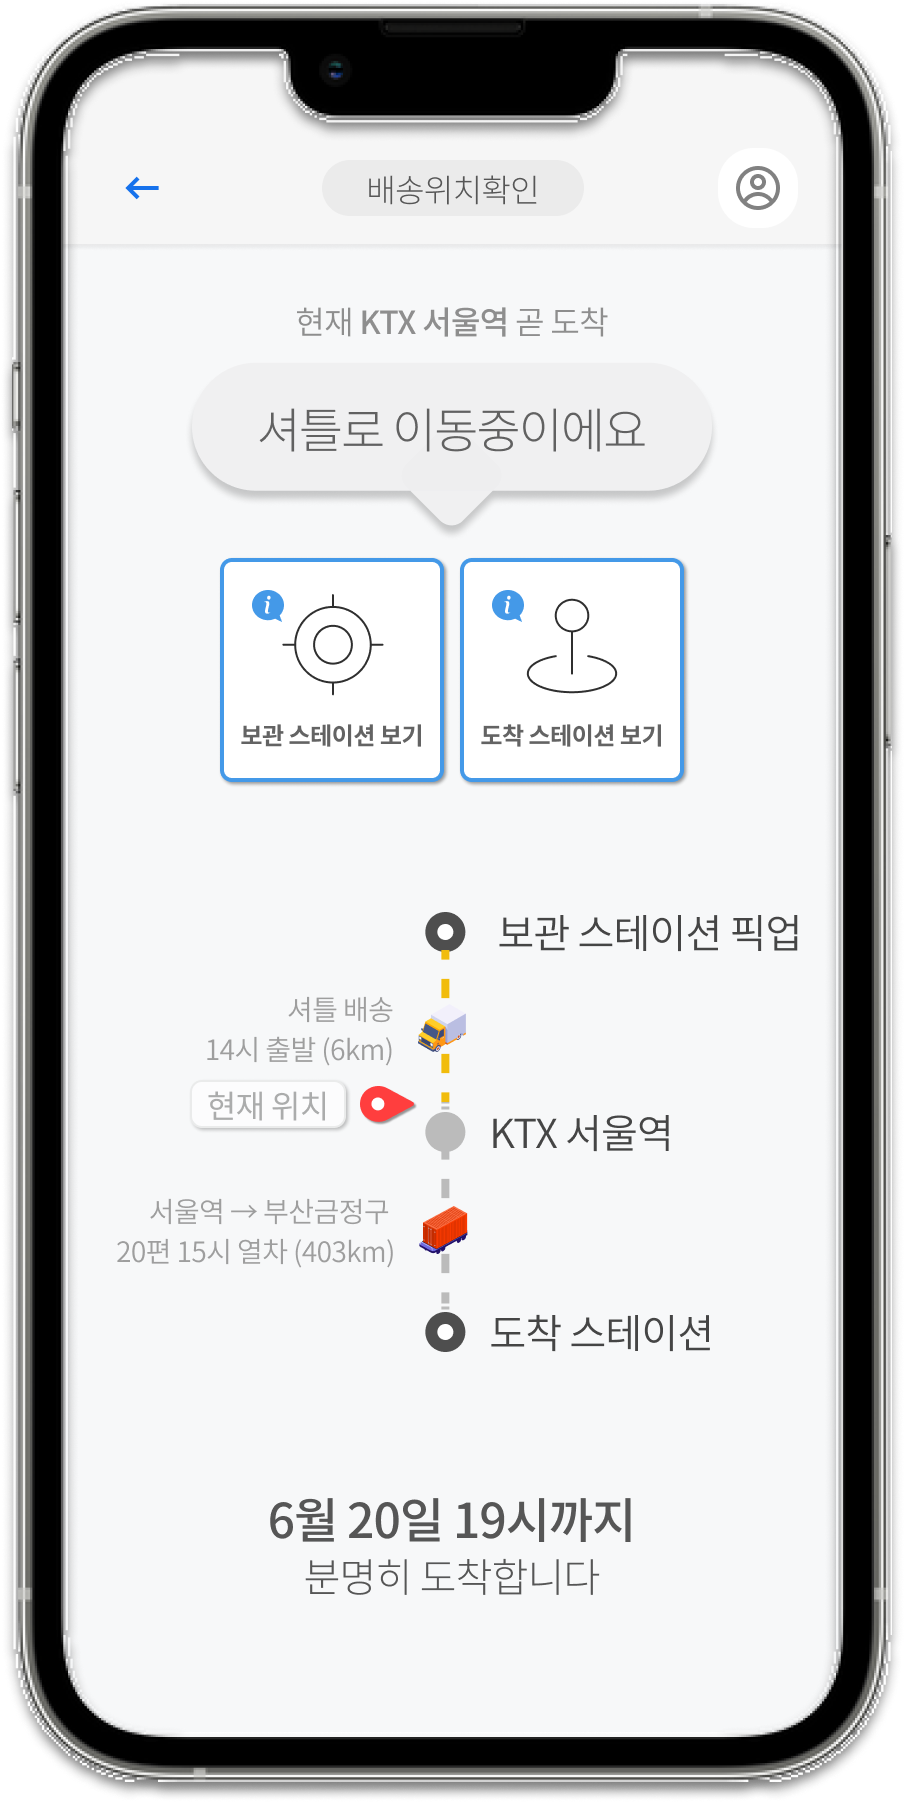 배송위치확인
현재 KTX 서울역 곧 도착
셔틀로 이동중이에요
i
보관 스테이션 보기
i
도착 스테이션 보기
보관 스테이션 픽업
셔틀 배송
14시 출발 (6km)
현재 위치
KTX 서울역
서울역 → 부산금정구
20편 15시 열차 (403km)
도착 스테이션
6월 20일 19시까지
분명히 도착합니다